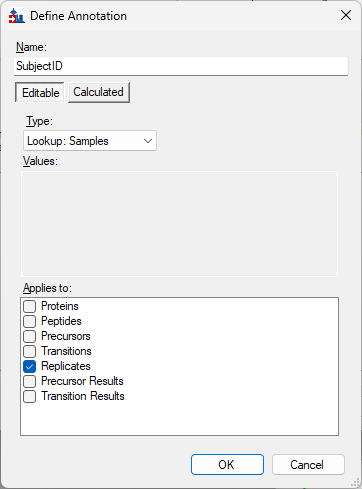 Define Annotation
Name:
SubjectID
Editable Calculated
Type:
Lookup: Samples
Values:
Applies to:
Proteins
Peptides
Precursors
Transitions
Replicates
Precursor Results
Transition Results
OK Cancel